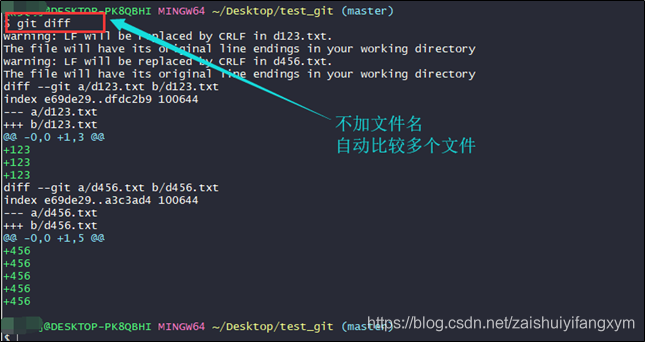 @DESKTOP-PK8QBHI MINGW64 ~/Desktop/test_git (master)
$ git diff
warning: LF will be replaced by CRLF in d123.txt.
The file will have its original line endings in your working directory
warning: LF will be replaced by CRLF in d456.txt.
The file will have its original line endings in your working directory
diff --git a/d123.txt b/d123.txt
index e69de29..dfdc2b9 100644
--- a/d123.txt
+++ b/d123.txt
@@ -0,0 +1,3 @@
+123
+123
+123
不加文件名
自动比较多个文件
diff --git a/d456.txt b/d456.txt
index e69de29..a3c3ad4 100644
--- a/d456.txt
+++ b/d456.txt
@@ -0,0 +1,5 @@
+456
+456
+456
+456
+456
@DESKTOP-PK8QBHI MINGW64 ~/Desktop/test_git (master)
https://blog.csdn.net/zaishuiyifangxym
$